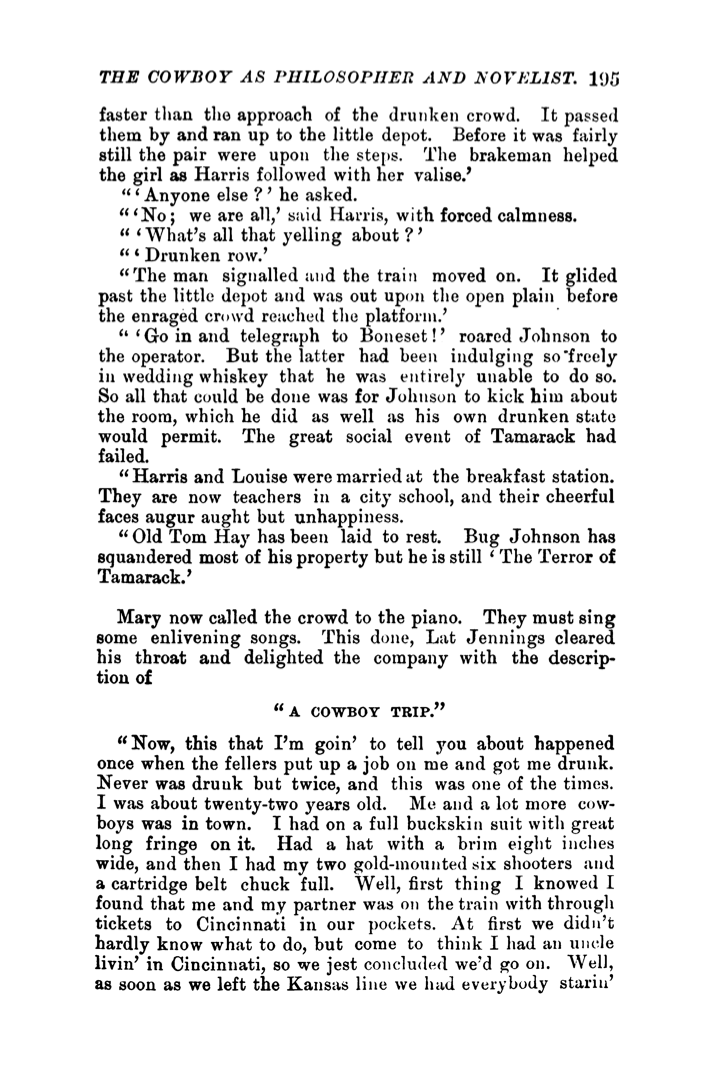 THE COWBOY AS PHILOSOPHER AND NOVELIST. 195
faster than the approach of the drunken crowd. It passed
them by and ran up to the little depot. Before it was fairly
still the pair were upon the steps. The brakeman helped
the girl as Harris followed with her valise.'
"'Anyone else?' he asked.
"'No; we are all,' said Harris, with forced calmness.
"'What's all that yelling about?'
"'Drunken row.'
"The man signalled and the train moved on. It glided
past the little depot and was out upon the open plain before
the enraged crowd reached the platform.'
"'Go in and telegraph to Boneset!' roared Johnson to
the operator. But the latter had been indulging so freely
in wedding whiskey that he was entirely unable to do so.
So all that could be done was for Johnson to kick him about
the room, which he did as well as his own drunken state
would permit. The great social event of Tamarack had
failed.
"Harris and Louise were married at the breakfast station.
They are now teachers in a city school, and their cheerful
faces augur aught but unhappiness.
"Old Tom Hay has been laid to rest. Bug Johnson has
squandered most of his property but he is still 'The Terror of
Tamarack.'
Mary now called the crowd to the piano. They must sing
some enlivening songs. This done, Lat Jennings cleared
his throat and delighted the company with the descrip-
tion of
"A COWBOY TRIP."
"Now, this that I'm goin' to tell you about happened
once when the fellers put up a job on me and got me drunk.
Never was drunk but twice, and this was one of the times.
I was about twenty-two years old. Me and a lot more cow-
boys was in town. I had on a full buckskin suit with great
long fringe on it. Had a hat with a brim eight inches
wide, and then I had my two gold-mounted six shooters and
a cartridge belt chuck full. Well, first thing I knowed I
found that me and my partner was on the train with through
tickets to Cincinnati in our pockets. At first we didn't
hardly know what to do, but come to think I had an uncle
livin' in Cincinnati, so we jest concluded we'd go on. Well,
as soon as we left the Kansas line we had everybody starin'